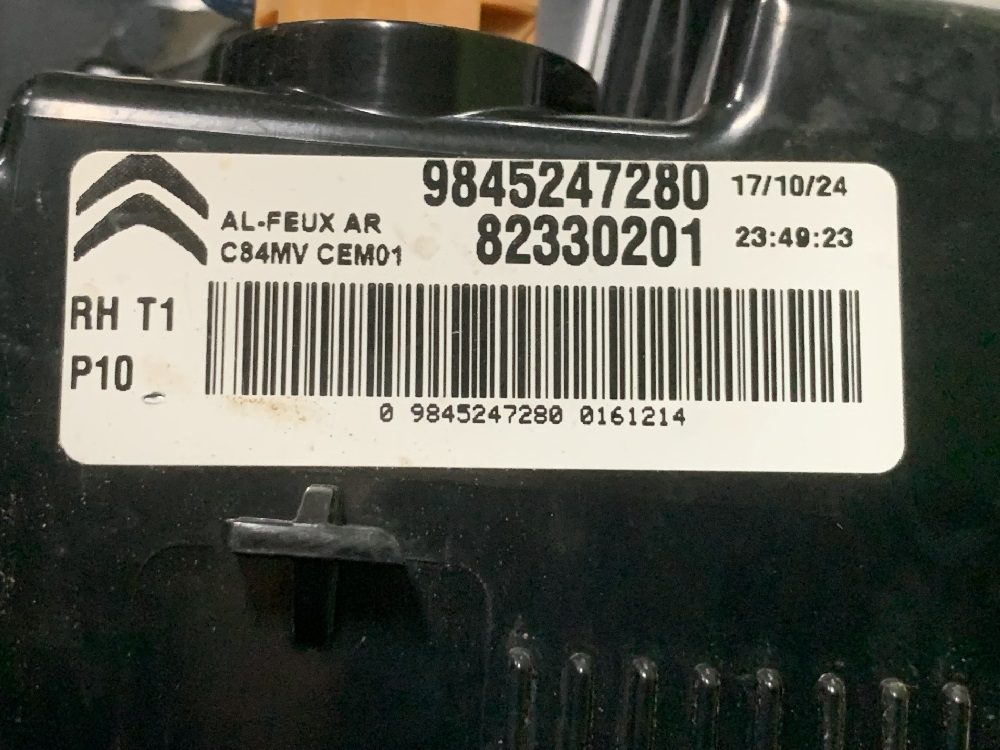 9845247280 17/10/24
AL-FEUX AR 82330201 23:49:23
C84MV CEM01
RH T1
P10
0 9845247280 0161214